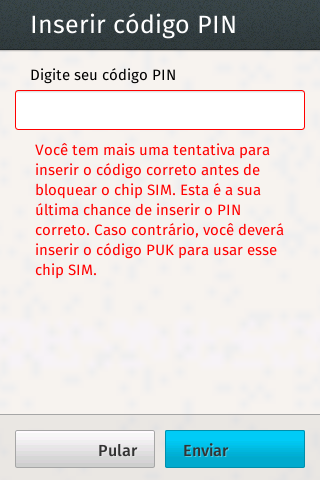 Inserir código PIN
Digite seu código PIN
Você tem mais uma tentativa para
inserir o código correto antes de
bloquear o chip SIM. Esta é a sua
última chance de inserir o PIN
correto. Caso contrário, você deverá
inserir o código PUK para usar esse
chip SIM.
Pular
Enviar